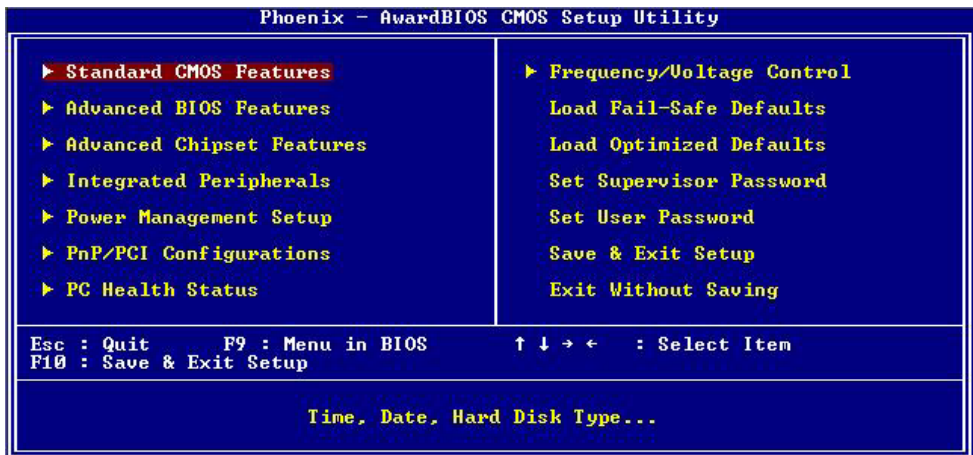 Phoenix - AwardBIOS CMOS Setup Utility
▶ Standard CMOS Features
▶ Advanced BIOS Features
▶ Advanced Chipset Features
▶ Integrated Peripherals
▶ Power Management Setup
▶ PnP/PCI Configurations
▶ PC Health Status
▶ Frequency/Voltage Control
Load Fail-Safe Defaults
Load Optimized Defaults
Set Supervisor Password
Set User Password
Save & Exit Setup
Exit Without Saving
Esc : Quit F9 : Menu in BIOS ↑ ↓ → ← : Select Item
F10 : Save & Exit Setup
Time, Date, Hard Disk Type...